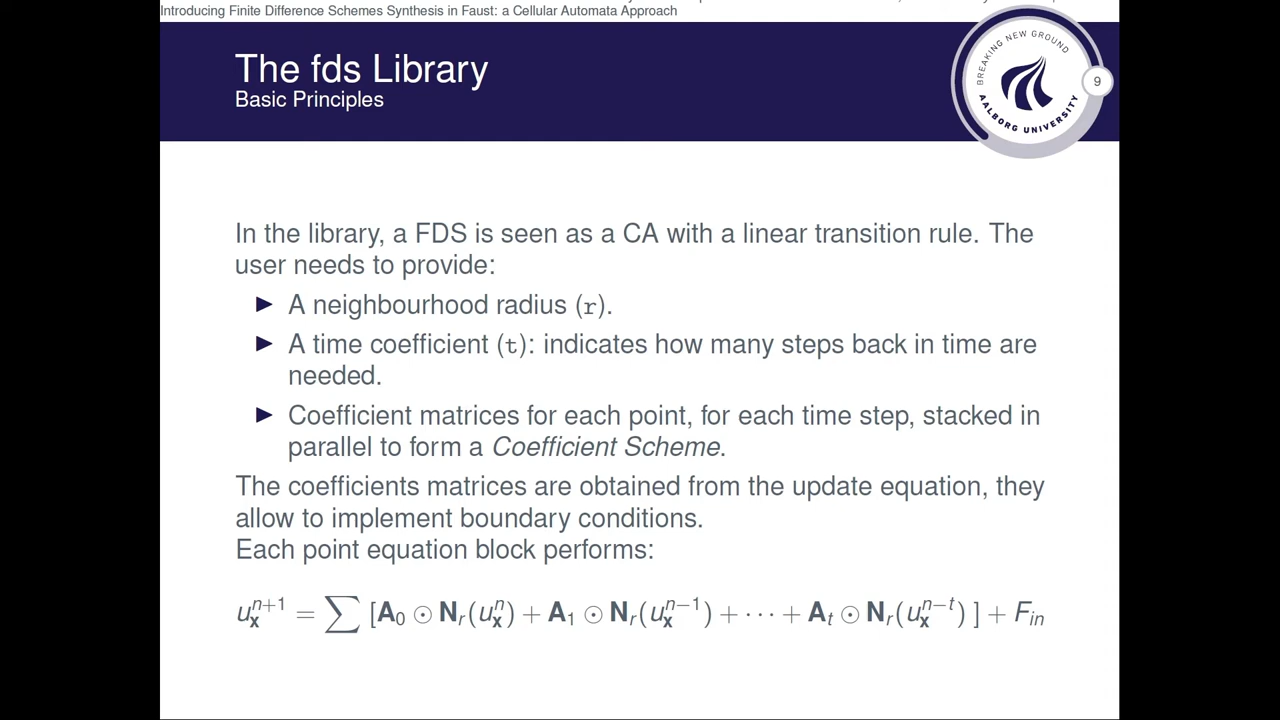 Introducing Finite Difference Schemes Synthesis in Faust: a Cellular Automata Approach
The fds Library
Basic Principles
BREAKING NEW GROUND
AALBORG UNIVERSITY
9
In the library, a FDS is seen as a CA with a linear transition rule. The
user needs to provide:
▶ A neighbourhood radius (r).
▶ A time coefficient (t): indicates how many steps back in time are
needed.
▶ Coefficient matrices for each point, for each time step, stacked in
parallel to form a Coefficient Scheme.
The coefficients matrices are obtained from the update equation, they
allow to implement boundary conditions.
Each point equation block performs:
u_𝐱^{n+1} = ∑ [𝐀_0 ⊙ 𝐍_r(u_𝐱^n) + 𝐀_1 ⊙ 𝐍_r(u_𝐱^{n−1}) + ⋯ + 𝐀_t ⊙ 𝐍_r(u_𝐱^{n−t}) ] + F_{in}